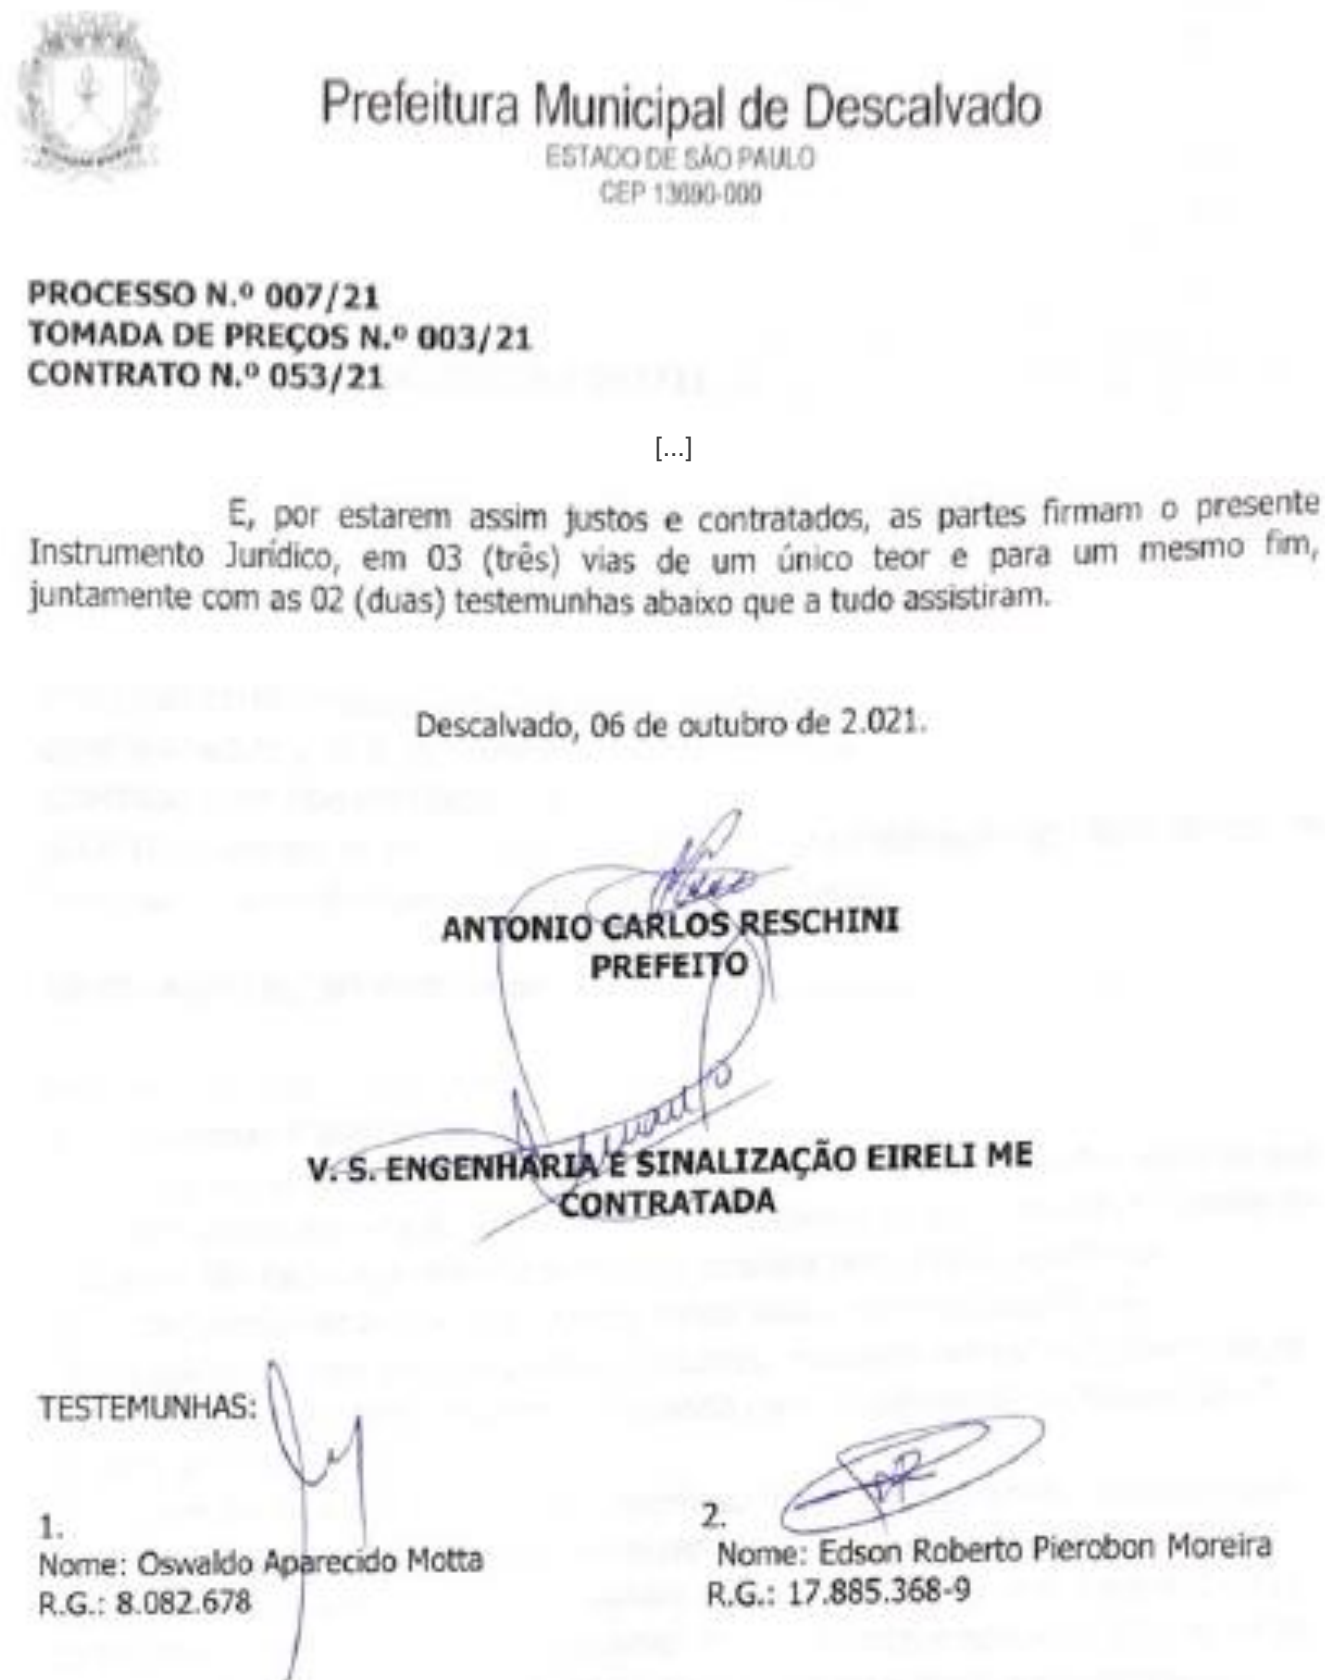 Prefeitura Municipal de Descalvado
ESTADO DE SÃO PAULO
CEP 13690-000
PROCESSO N.º 007/21
TOMADA DE PREÇOS N.º 003/21
CONTRATO N.º 053/21
[...]
E, por estarem assim justos e contratados, as partes firmam o presente
Instrumento Jurídico, em 03 (três) vias de um único teor e para um mesmo fim,
juntamente com as 02 (duas) testemunhas abaixo que a tudo assistiram.
Descalvado, 06 de outubro de 2.021.
ANTONIO CARLOS RESCHINI
PREFEITO
V. S. ENGENHARIA E SINALIZAÇÃO EIRELI ME
CONTRATADA
TESTEMUNHAS:
1.
Nome: Oswaldo Aparecido Motta
R.G.: 8.082.678
2.
Nome: Edson Roberto Pierobon Moreira
R.G.: 17.885.368-9